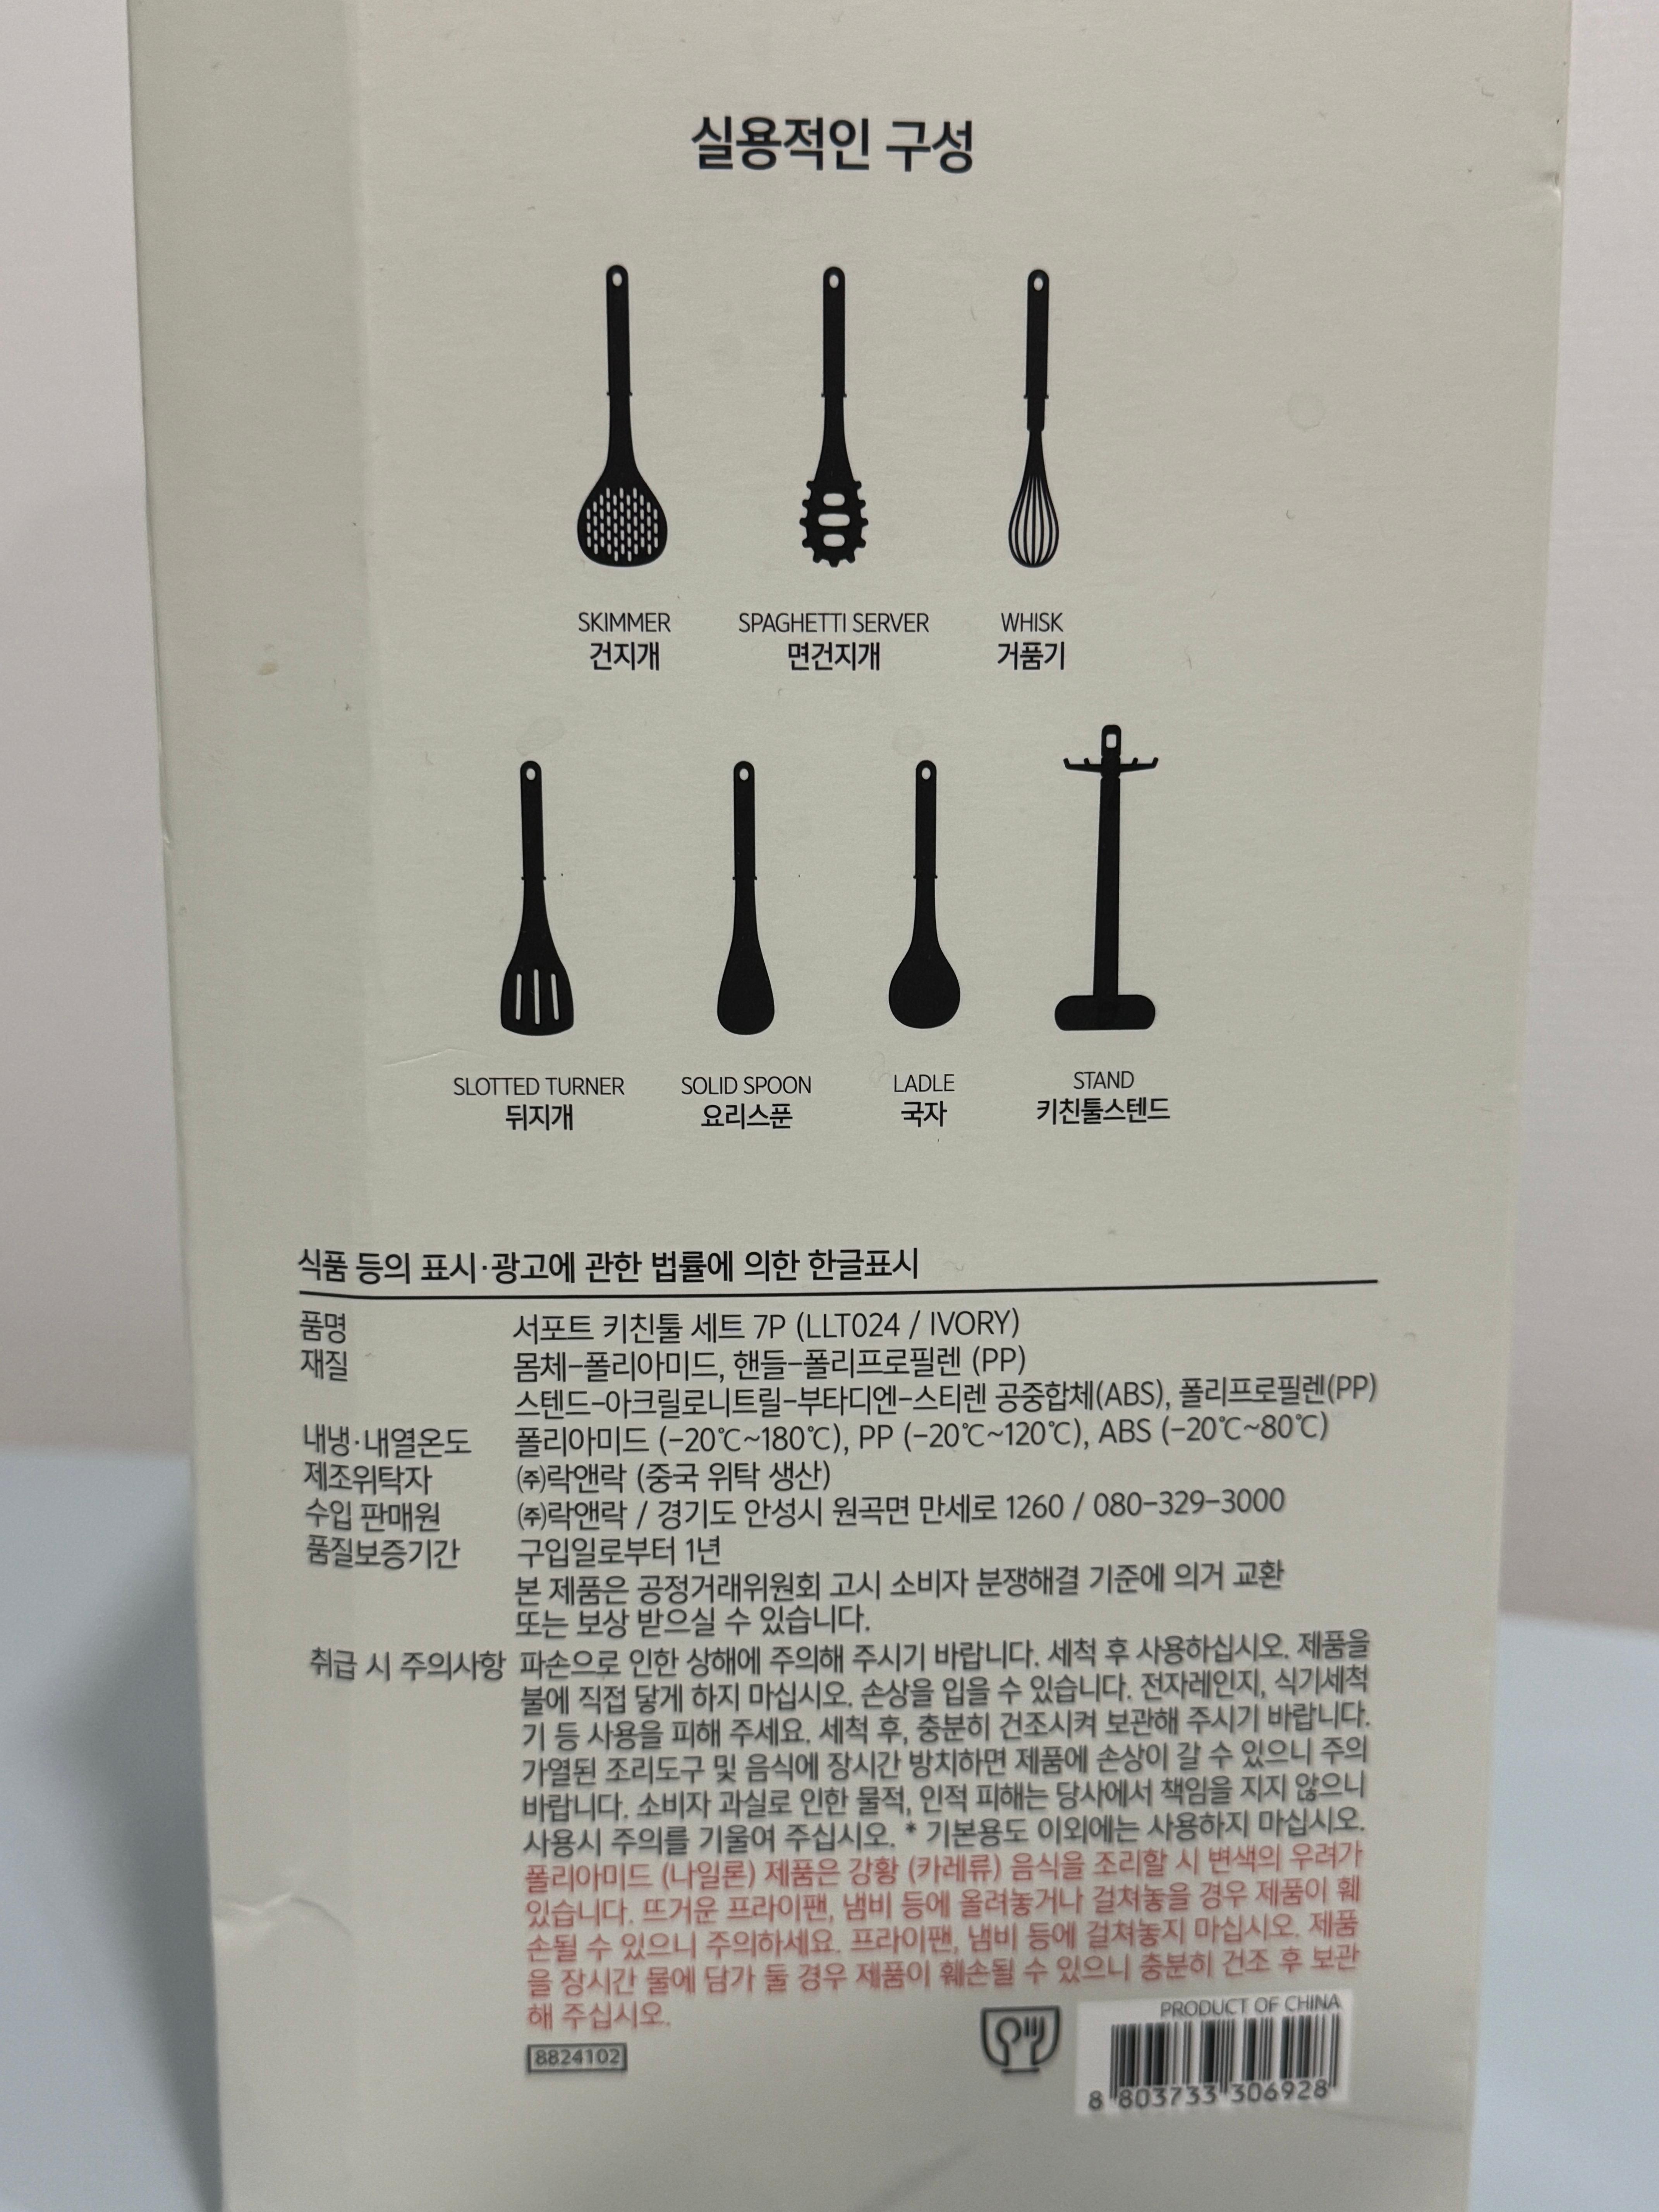 실용적인 구성
SKIMMER
건지개
SPAGHETTI SERVER
면건지개
WHISK
거품기
SLOTTED TURNER
뒤지개
SOLID SPOON
요리스푼
LADLE
국자
STAND
키친툴스텐드
식품 등의 표시·광고에 관한 법률에 의한 한글표시
품명 서포트 키친툴 세트 7P (LLT024 / IVORY)
재질 몸체-폴리아미드, 핸들-폴리프로필렌 (PP)
스텐드-아크릴로니트릴-부타디엔-스티렌 공중합체(ABS), 폴리프로필렌(PP)
내냉·내열온도 폴리아미드 (-20℃~180℃), PP (-20℃~120℃), ABS (-20℃~80℃)
제조위탁자 ㈜락앤락 (중국 위탁 생산)
수입 판매원 ㈜락앤락 / 경기도 안성시 원곡면 만세로 1260 / 080-329-3000
품질보증기간 구입일로부터 1년
본 제품은 공정거래위원회 고시 소비자 분쟁해결 기준에 의거 교환
또는 보상 받으실 수 있습니다.
취급 시 주의사항 파손으로 인한 상해에 주의해 주시기 바랍니다. 세척 후 사용하십시오. 제품을
불에 직접 닿게 하지 마십시오. 손상을 입을 수 있습니다. 전자레인지, 식기세척
기 등 사용을 피해 주세요. 세척 후, 충분히 건조시켜 보관해 주시기 바랍니다.
가열된 조리도구 및 음식에 장시간 방치하면 제품에 손상이 갈 수 있으니 주의
바랍니다. 소비자 과실로 인한 물적, 인적 피해는 당사에서 책임을 지지 않으니
사용시 주의를 기울여 주십시오. * 기본용도 이외에는 사용하지 마십시오.
폴리아미드 (나일론) 제품은 강황 (카레류) 음식을 조리할 시 변색의 우려가
있습니다. 뜨거운 프라이팬, 냄비 등에 올려놓거나 걸쳐놓을 경우 제품이 훼
손될 수 있으니 주의하세요. 프라이팬, 냄비 등에 걸쳐놓지 마십시오. 제품
을 장시간 물에 담가 둘 경우 제품이 훼손될 수 있으니 충분히 건조 후 보관
해 주십시오.
8824102
PRODUCT OF CHINA
8 803733 306928